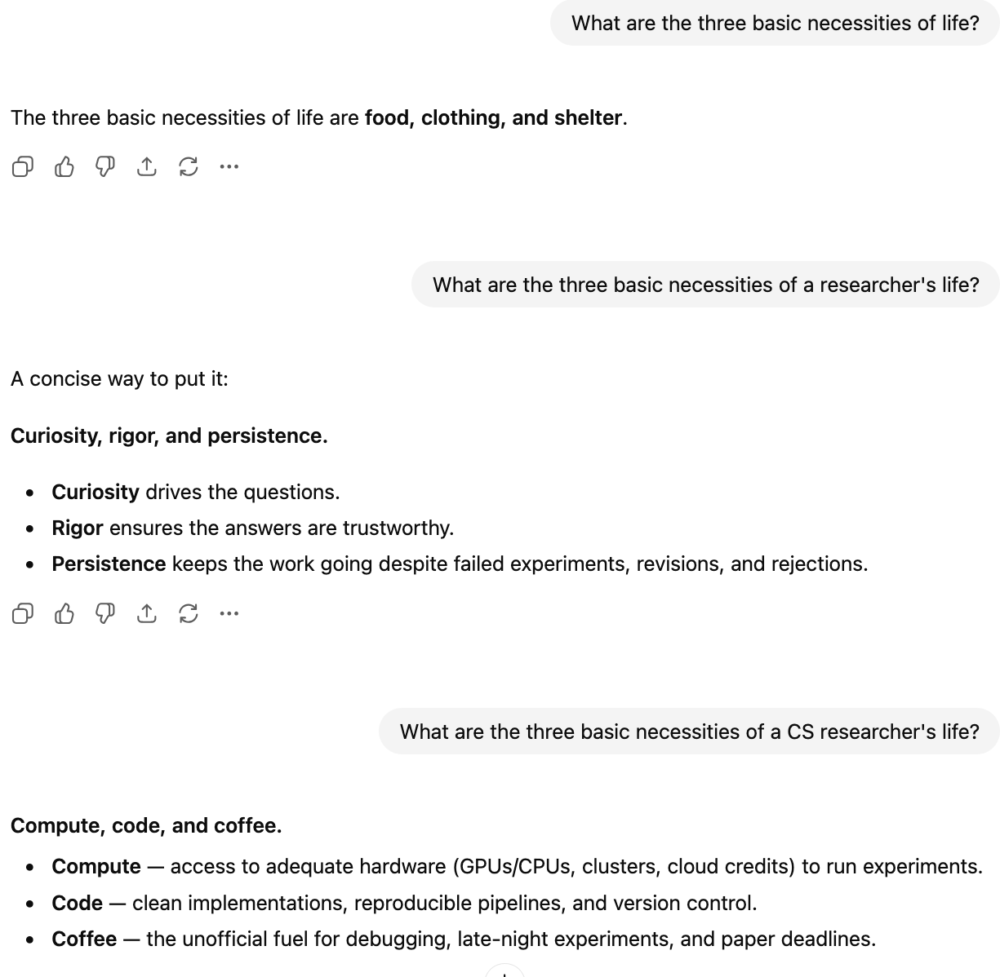 What are the three basic necessities of life?
The three basic necessities of life are food, clothing, and shelter.
What are the three basic necessities of a researcher's life?
A concise way to put it:
Curiosity, rigor, and persistence.
• Curiosity drives the questions.
• Rigor ensures the answers are trustworthy.
• Persistence keeps the work going despite failed experiments, revisions, and rejections.
What are the three basic necessities of a CS researcher's life?
Compute, code, and coffee.
• Compute — access to adequate hardware (GPUs/CPUs, clusters, cloud credits) to run experiments.
• Code — clean implementations, reproducible pipelines, and version control.
• Coffee — the unofficial fuel for debugging, late-night experiments, and paper deadlines.